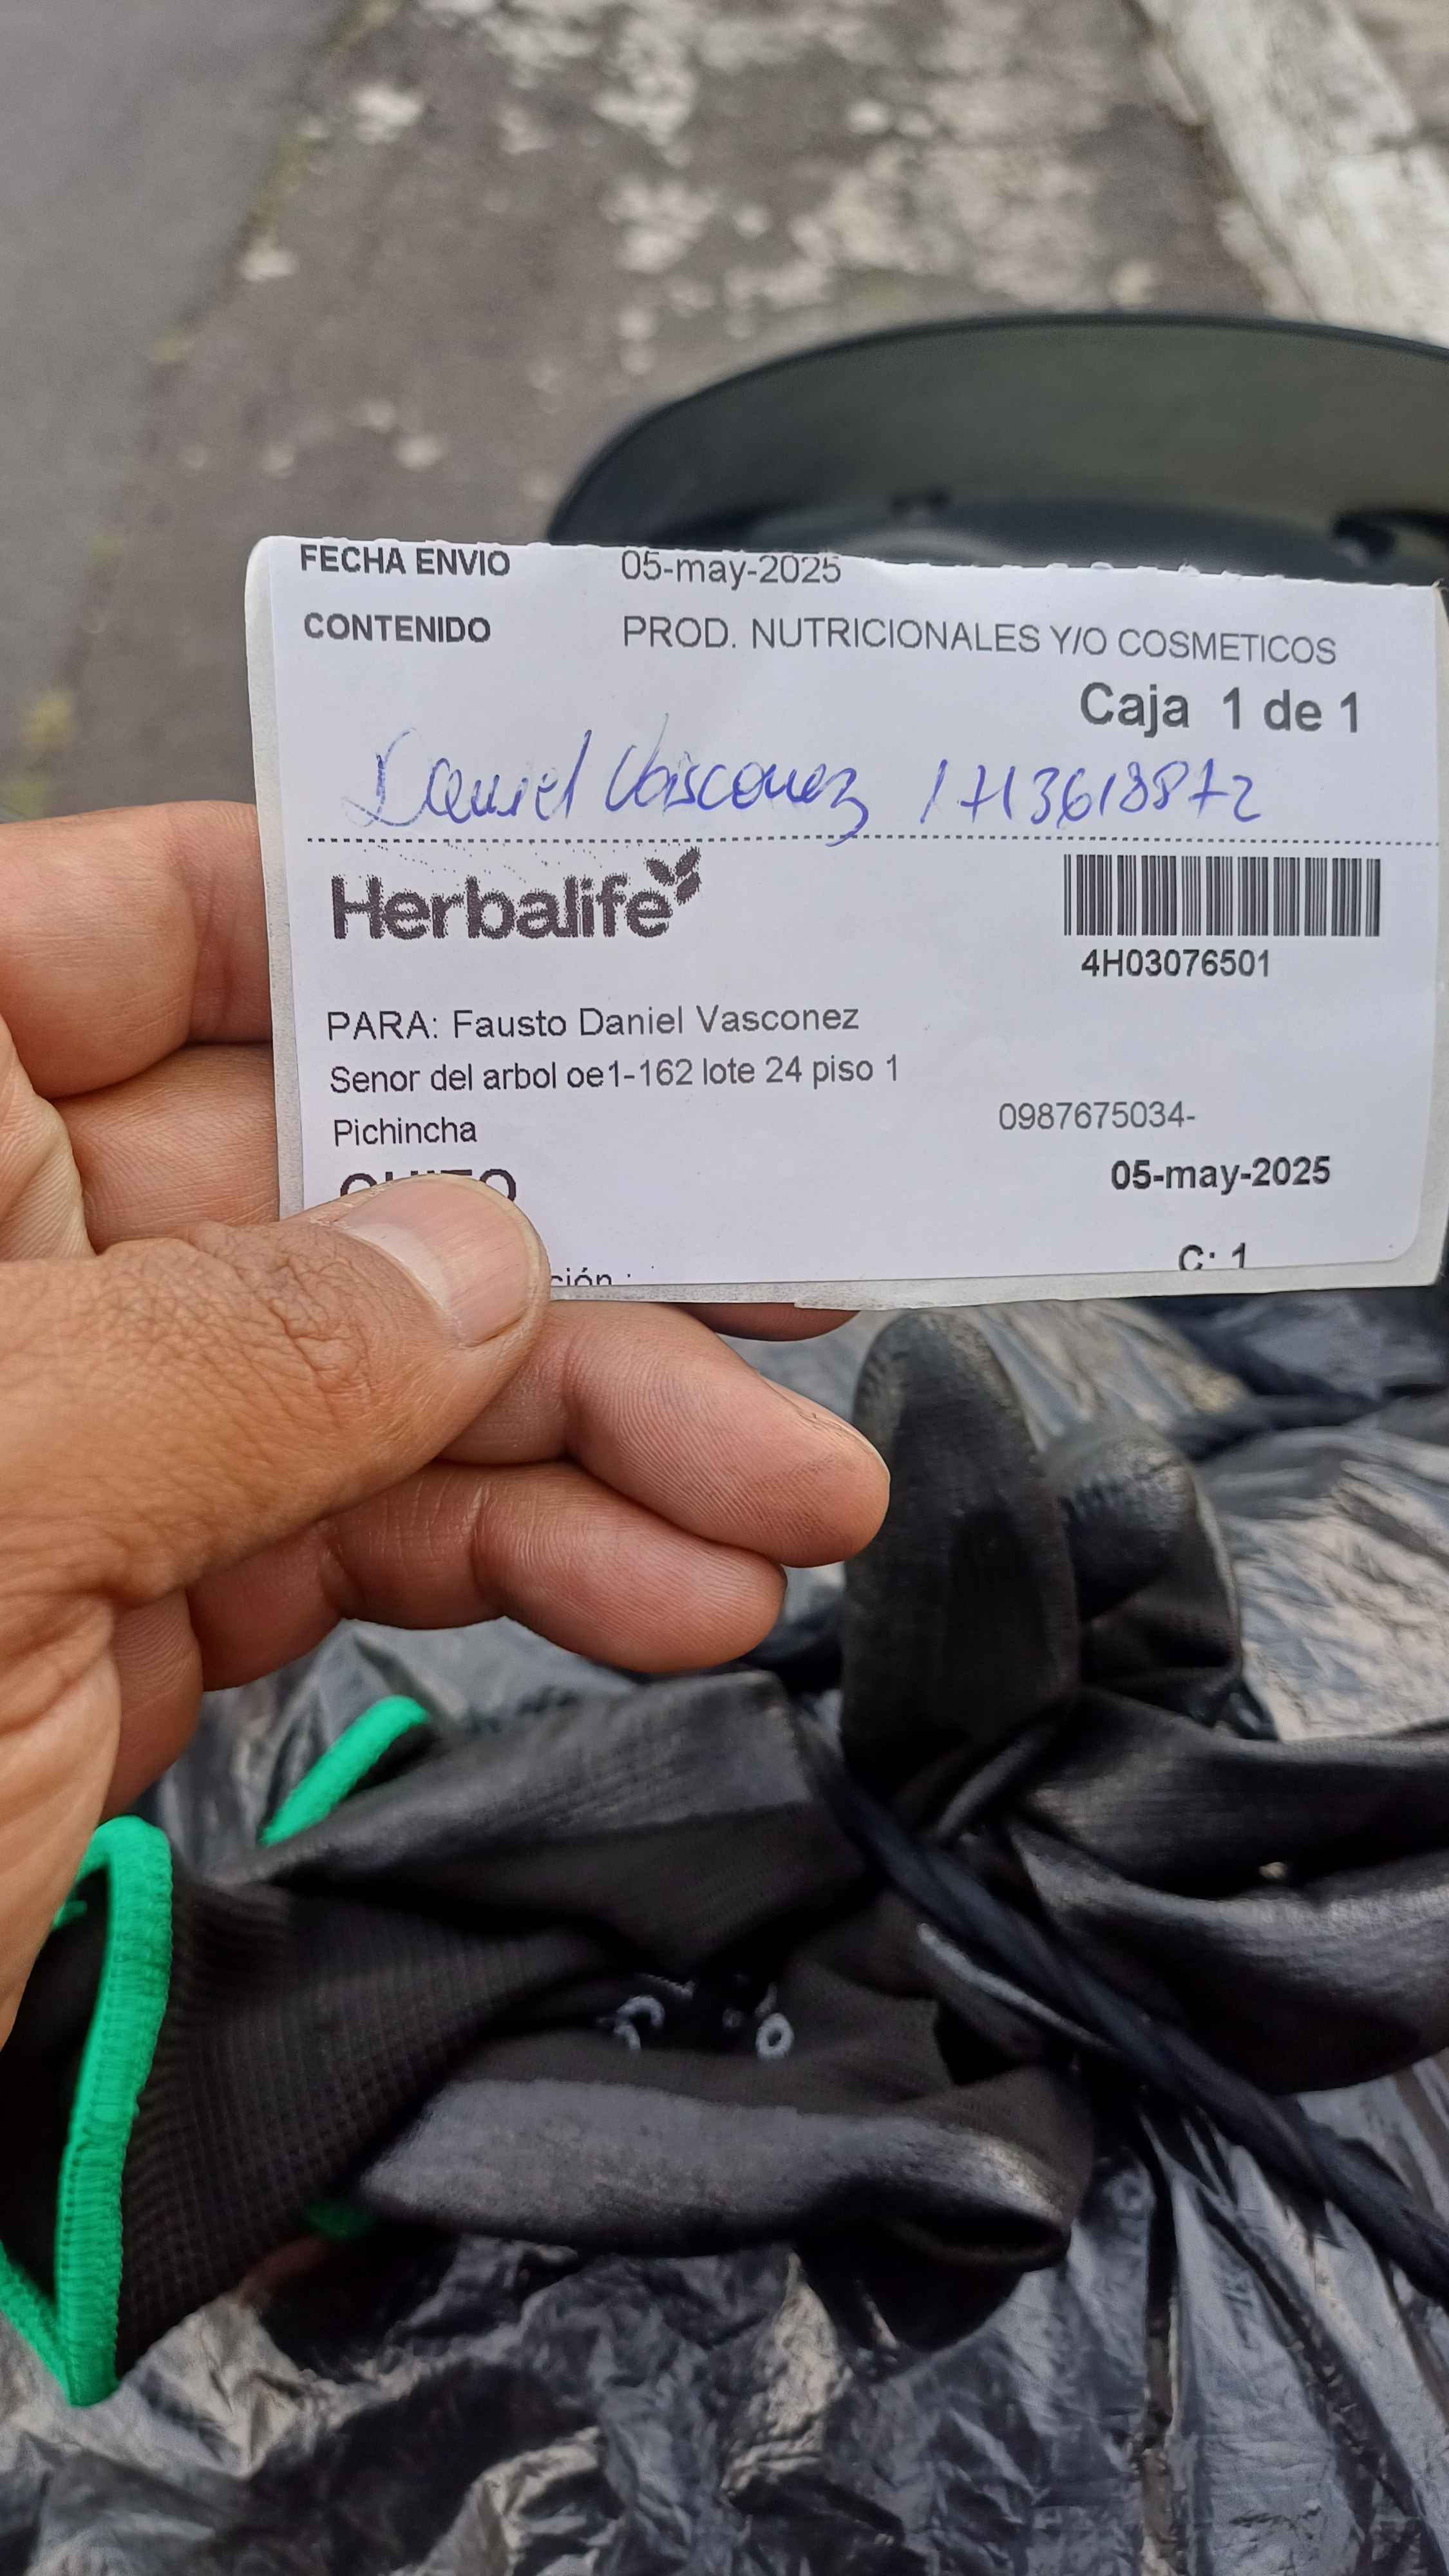 FECHA ENVIO 05-may-2025
CONTENIDO PROD. NUTRICIONALES Y/O COSMETICOS
Caja 1 de 1
Daniel Vasconez 1713618872
Herbalife
4H03076501
PARA: Fausto Daniel Vasconez
Senor del arbol oe1-162 lote 24 piso 1
Pichincha
0987675034-
05-may-2025
C: 1